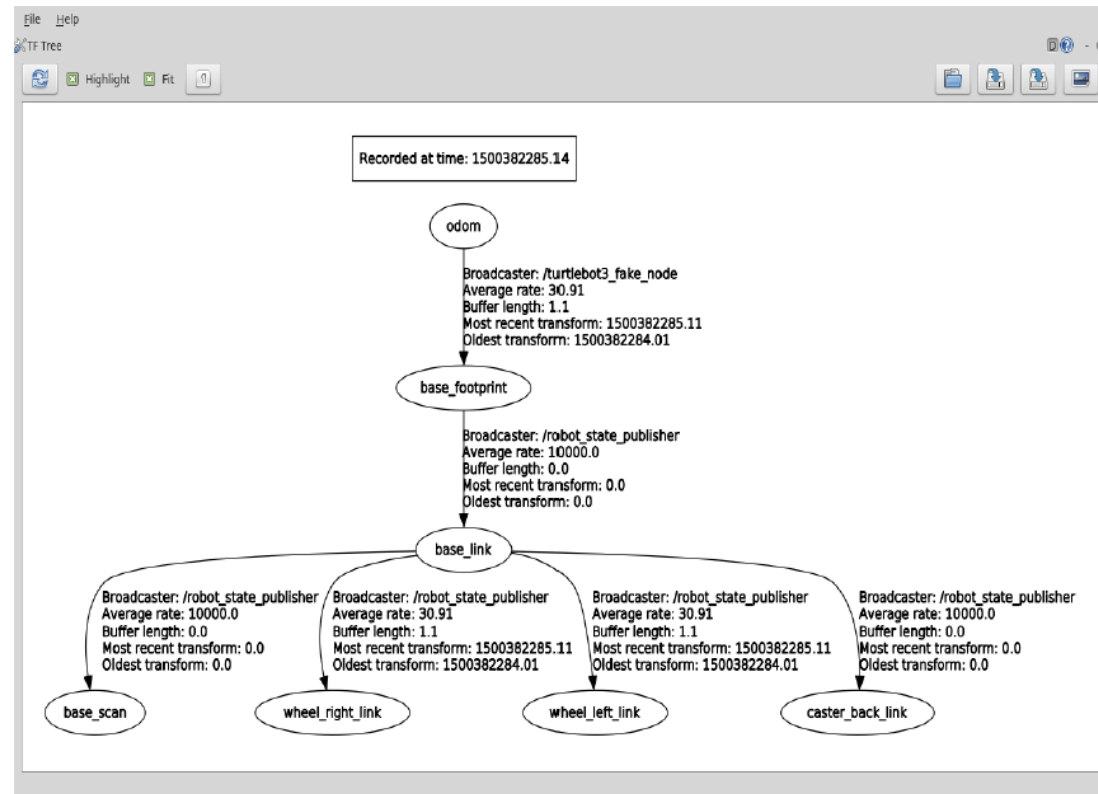 File Help
TF Tree
D
Highlight Fit
Recorded at time: 1500382285.14
odom
Broadcaster: /turtlebot3_fake_node
Average rate: 30.91
Buffer length: 1.1
Most recent transform: 1500382285.11
Oldest transform: 1500382284.01
base_footprint
Broadcaster: /robot_state_publisher
Average rate: 10000.0
Buffer length: 0.0
Most recent transform: 0.0
Oldest transform: 0.0
base_link
Broadcaster: /robot_state_publisher
Average rate: 10000.0
Buffer length: 0.0
Most recent transform: 0.0
Oldest transform: 0.0
Broadcaster: /robot_state_publisher
Average rate: 30.91
Buffer length: 1.1
Most recent transform: 1500382285.11
Oldest transform: 1500382284.01
Broadcaster: /robot_state_publisher
Average rate: 30.91
Buffer length: 1.1
Most recent transform: 1500382285.11
Oldest transform: 1500382284.01
Broadcaster: /robot_state_publisher
Average rate: 10000.0
Buffer length: 0.0
Most recent transform: 0.0
Oldest transform: 0.0
base_scan
wheel_right_link
wheel_left_link
caster_back_link